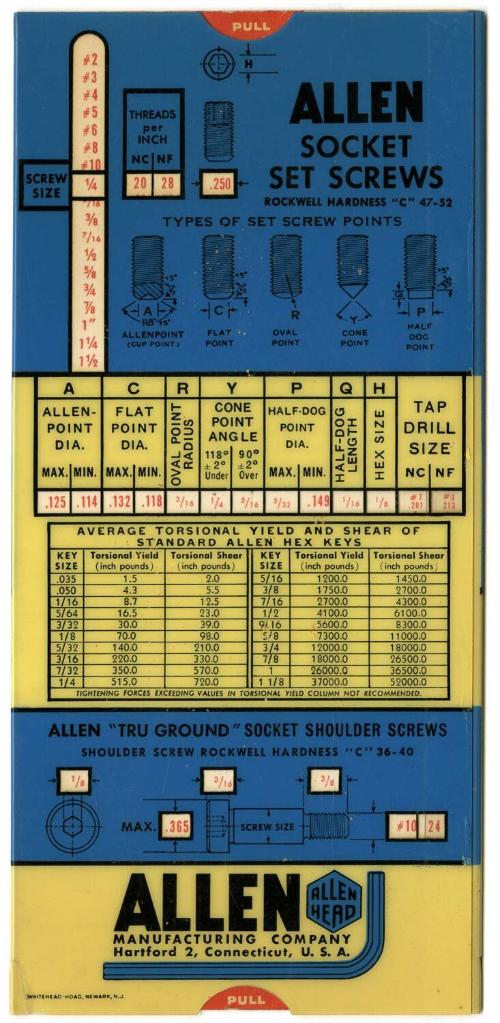 PULL
#2
#3
#4
#5
#6
#8
#10
SCREW SIZE 1/4
3/8
7/16
1/2
5/8
3/4
7/8
1"
1 1/4
1 1/2
H
THREADS
per
INCH
NC NF
20 28
.250
ALLEN
SOCKET
SET SCREWS
ROCKWELL HARDNESS "C" 47-52
TYPES OF SET SCREW POINTS
A C R Y P
118°±5°
ALLENPOINT
(CUP POINT)
FLAT
POINT
OVAL
POINT
CONE
POINT
HALF
DOG
POINT
A C R Y P Q H
ALLEN-POINT DIA.
MAX. MIN.
FLAT POINT DIA.
MAX. MIN.
OVAL POINT RADIUS
CONE POINT ANGLE
118° ±2° Under
90° ±2° Over
HALF-DOG POINT DIA.
MAX. MIN.
HALF-DOG LENGTH
HEX SIZE
TAP DRILL SIZE
NC NF
.125 .114 .132 .118 3/16 1/4 5/16 5/32 .149 1/16 1/8 #7 .201 #3 .213
AVERAGE TORSIONAL YIELD AND SHEAR OF
STANDARD ALLEN HEX KEYS
KEY SIZE Torsional Yield (inch pounds) Torsional Shear (inch pounds) KEY SIZE Torsional Yield (inch pounds) Torsional Shear (inch pounds)
.035 1.5 2.0 5/16 1200.0 1450.0
.050 4.3 5.5 3/8 1750.0 2700.0
1/16 8.7 12.5 7/16 2700.0 4300.0
5/64 16.5 23.0 1/2 4100.0 6100.0
3/32 30.0 39.0 9/16 5600.0 8300.0
1/8 70.0 98.0 5/8 7300.0 11000.0
5/32 140.0 210.0 3/4 12000.0 18000.0
3/16 220.0 330.0 7/8 18000.0 26500.0
7/32 350.0 570.0 1 26000.0 36500.0
1/4 515.0 720.0 1 1/8 37000.0 52000.0
TIGHTENING FORCES EXCEEDING VALUES IN TORSIONAL YIELD COLUMN NOT RECOMMENDED.
ALLEN "TRU GROUND" SOCKET SHOULDER SCREWS
SHOULDER SCREW ROCKWELL HARDNESS "C" 36-40
1/8 3/16 3/8
MAX. .365 SCREW SIZE #10 24
ALLEN
ALLEN
HEAD
MANUFACTURING COMPANY
Hartford 2, Connecticut, U. S. A.
WHITEHEAD-HOAG, NEWARK, N.J.
PULL